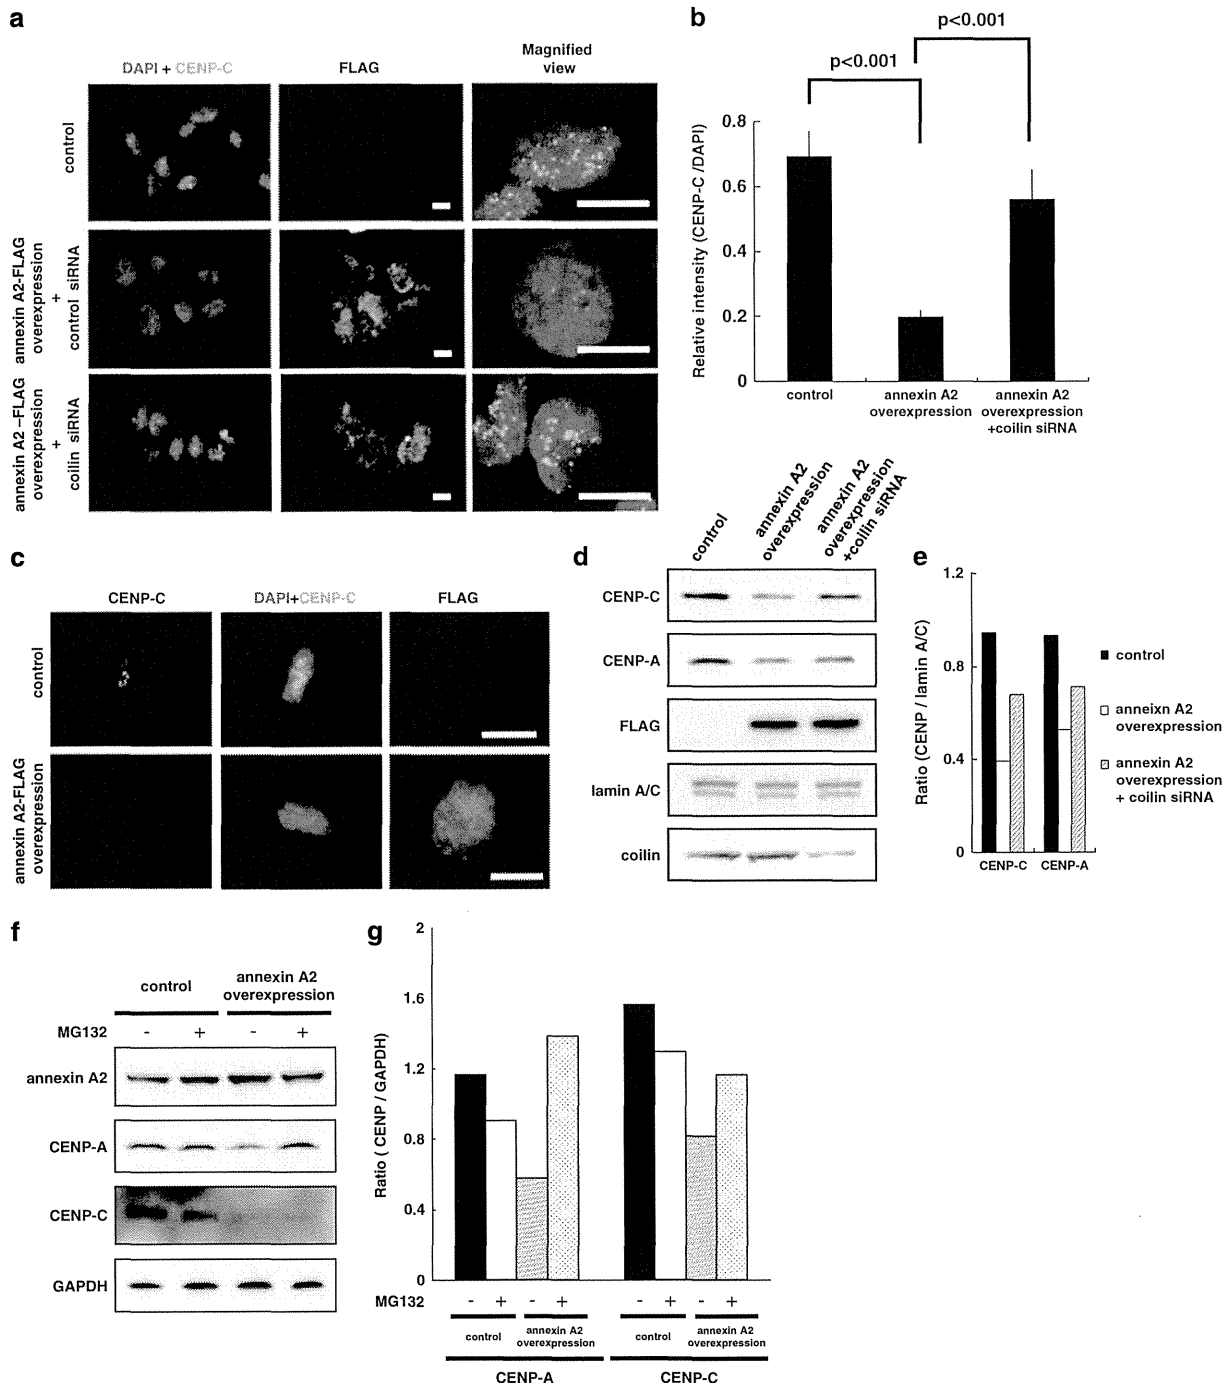 a
DAPI + CENP-C
FLAG
Magnified
view
control
annexin A2-FLAG
overexpression
+
control siRNA
annexin A2 –FLAG
overexpression
+
coilin siRNA
b
p<0.001
p<0.001
Relative intensity (CENP-C /DAPI)
0.8
0.6
0.4
0.2
0
control
annexin A2
overexpression
annexin A2
overexpression
+coilin siRNA
c
CENP-C
DAPI+CENP-C
FLAG
control
annexin A2-FLAG
overexpression
d
control
annexin A2
overexpression
annexin A2
overexpression
+coilin siRNA
CENP-C
CENP-A
FLAG
lamin A/C
coilin
e
Ratio (CENP / lamin A/C)
1.2
0.8
0.4
0
CENP-C
CENP-A
control
anneixn A2
overexpression
annexin A2
overexpression
+ coilin siRNA
f
control
annexin A2
overexpression
MG132
-
+
-
+
annexin A2
CENP-A
CENP-C
GAPDH
g
Ratio ( CENP / GAPDH)
2
1.6
1.2
0.8
0.4
0
MG132
-
+
-
+
-
+
-
+
control
annexin A2
overexpression
control
annexin A2
overexpression
CENP-A
CENP-C